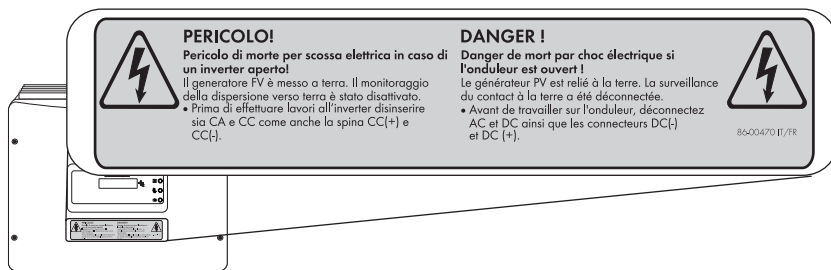 PERICOLO!
Pericolo di morte per scossa elettrica in caso di
un inverter aperto!
Il generatore FV è messo a terra. Il monitoraggio
della dispersione verso terra è stato disattivato.
• Prima di effettuare lavori all'inverter disinserire
sia CA e CC come anche la spina CC(+) e
CC(-).
DANGER !
Danger de mort par choc électrique si
l'onduleur est ouvert !
Le générateur PV est relié à la terre. La surveillance
du contact à la terre a été déconnectée.
• Avant de travailler sur l'onduleur, déconnectez
AC et DC ainsi que les connecteurs DC(-)
et DC (+).
86-00470 IT/FR